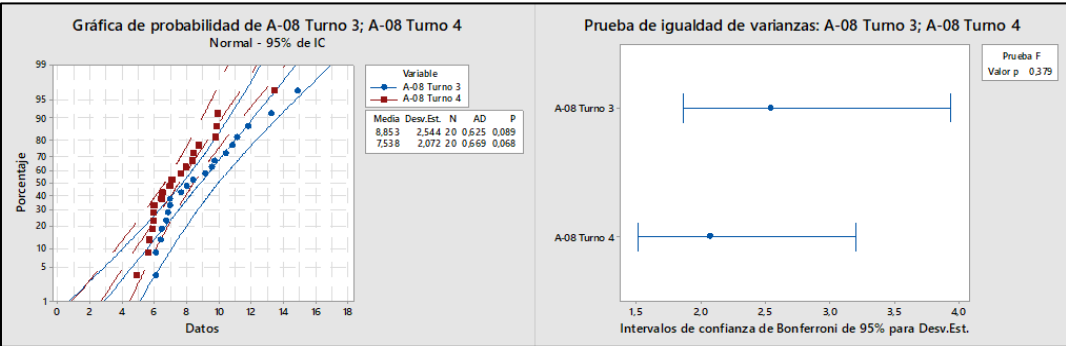 Gráfica de probabilidad de A-08 Turno 3; A-08 Turno 4
Normal - 95% de IC
99
95
90
80
70
60
50
40
30
20
10
5
1
Porcentaje
0 2 4 6 8 10 12 14 16 18
Datos
Variable
A-08 Turno 3
A-08 Turno 4
Media Desv.Est. N AD P
8,853 2,544 20 0,625 0,089
7,538 2,072 20 0,669 0,068
Prueba de igualdad de varianzas: A-08 Turno 3; A-08 Turno 4
Prueba F
Valor p 0,379
A-08 Turno 3
A-08 Turno 4
1,5 2,0 2,5 3,0 3,5 4,0
Intervalos de confianza de Bonferroni de 95% para Desv.Est.